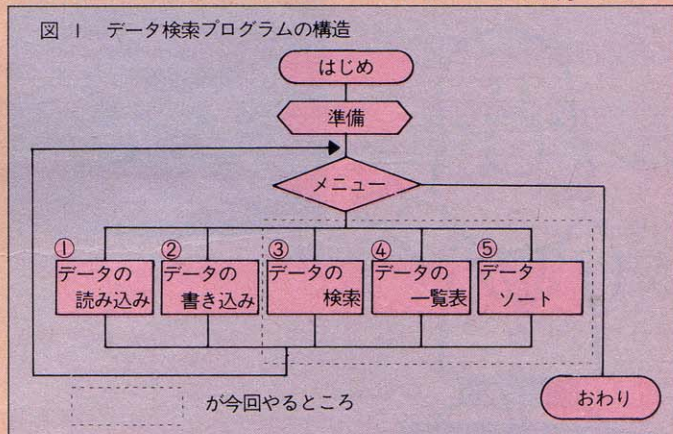 図 1 データ検索プログラムの構造
はじめ
準備
メニュー
①
データの
読み込み
②
データの
書き込み
③
データの
検索
④
データの
一覧表
⑤
データ
ソート
が今回やるところ
おわり